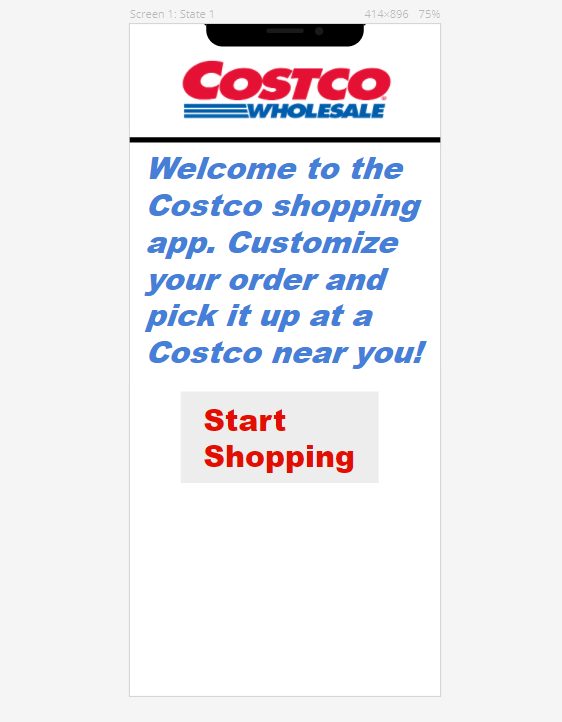 Screen 1: State 1 414×896 75%
COSTCO
WHOLESALE
Welcome to the
Costco shopping
app. Customize
your order and
pick it up at a
Costco near you!
Start
Shopping